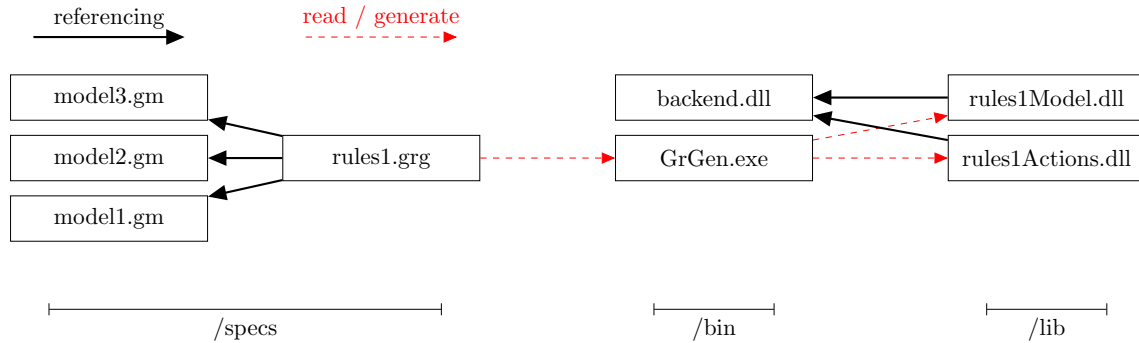 referencing
read / generate
model3.gm
backend.dll
rules1Model.dll
model2.gm
rules1.grg
GrGen.exe
rules1Actions.dll
model1.gm
/specs
/bin
/lib